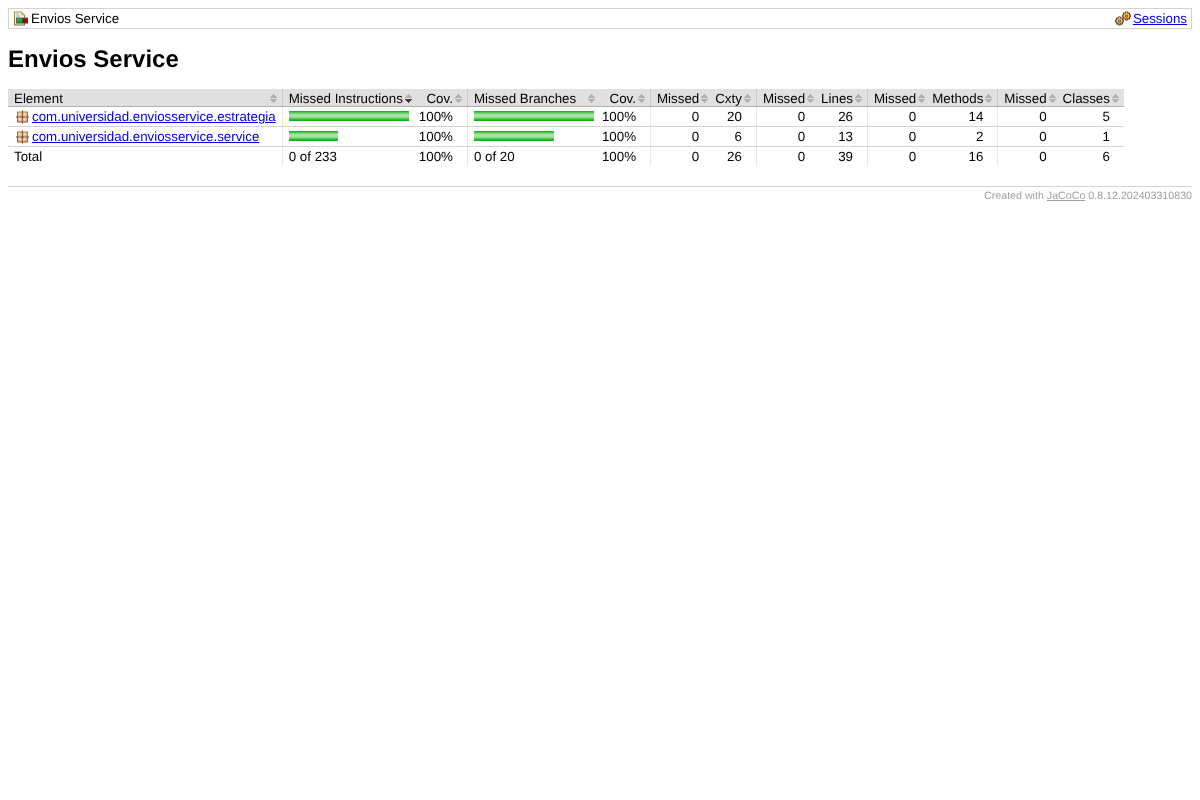 Envios Service Sessions
Envios Service
Element Missed Instructions Cov. Missed Branches Cov. Missed Cxty Missed Lines Missed Methods Missed Classes
com.universidad.enviosservice.estrategia 100% 100% 0 20 0 26 0 14 0 5
com.universidad.enviosservice.service 100% 100% 0 6 0 13 0 2 0 1
Total 0 of 233 100% 0 of 20 100% 0 26 0 39 0 16 0 6
Created with JaCoCo 0.8.12.202403310830